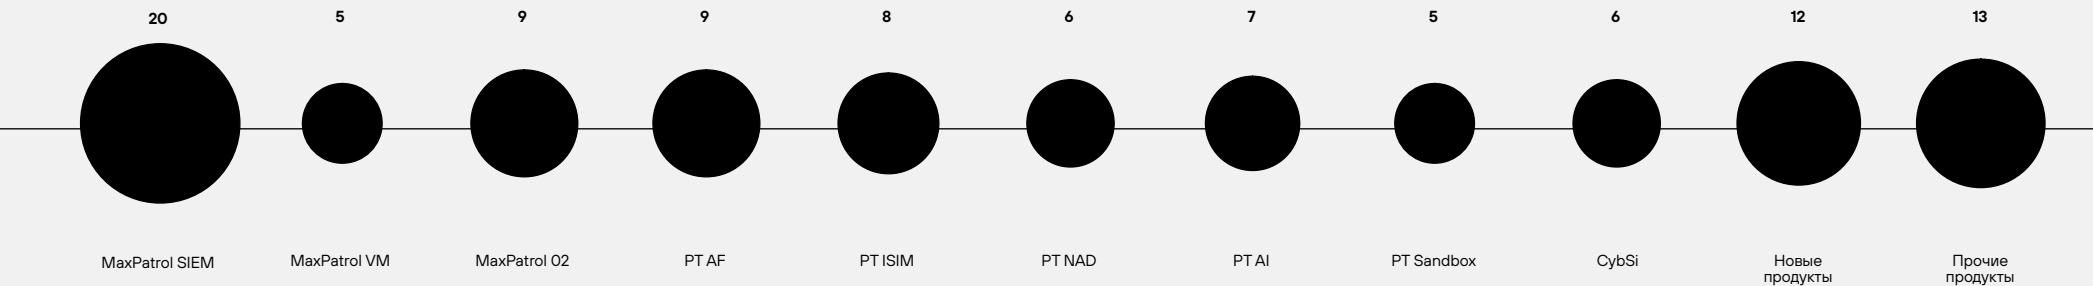 20
5
9
9
8
6
7
5
6
12
13
MaxPatrol SIEM
MaxPatrol VM
MaxPatrol 02
PT AF
PT ISIM
PT NAD
PT AI
PT Sandbox
CybSi
Новые
продукты
Прочие
продукты